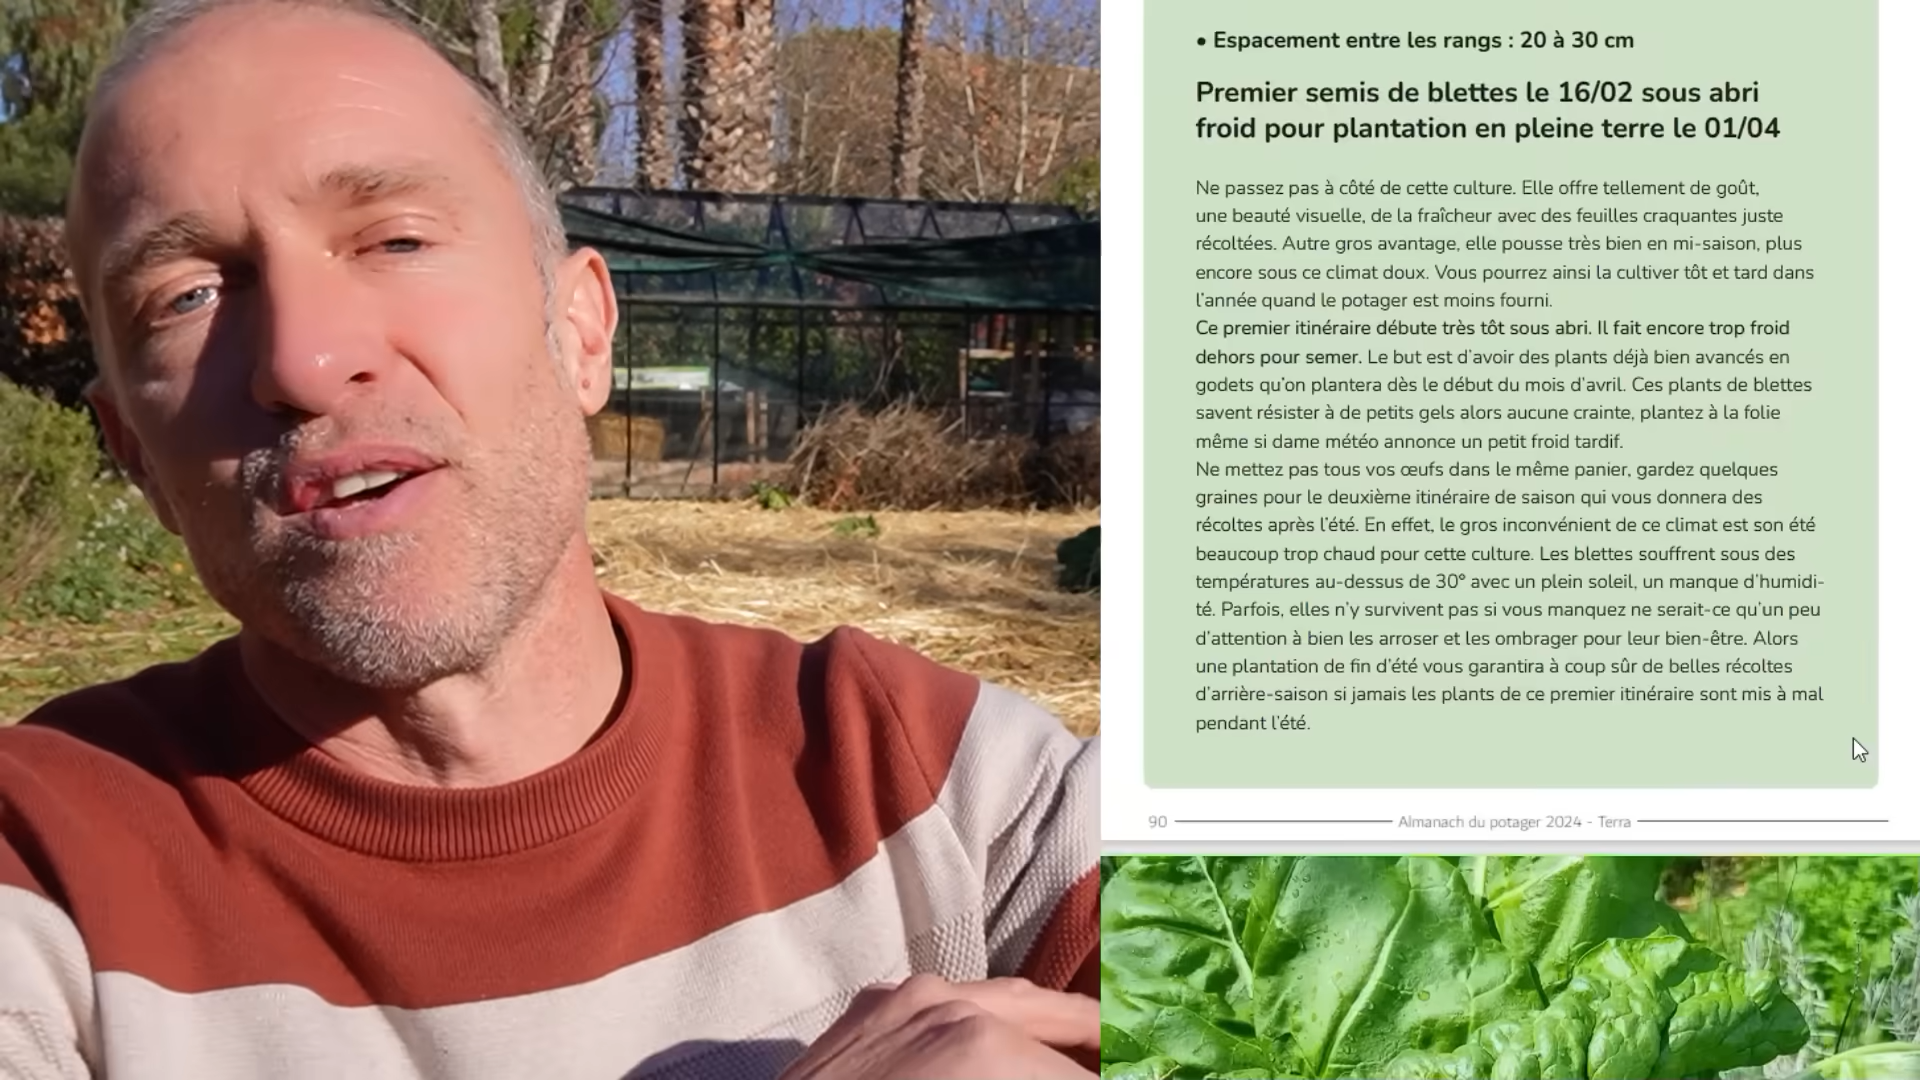 • Espacement entre les rangs : 20 à 30 cm
Premier semis de blettes le 16/02 sous abri
froid pour plantation en pleine terre le 01/04
Ne passez pas à côté de cette culture. Elle offre tellement de goût,
une beauté visuelle, de la fraîcheur avec des feuilles craquantes juste
récoltées. Autre gros avantage, elle pousse très bien en mi-saison, plus
encore sous ce climat doux. Vous pourrez ainsi la cultiver tôt et tard dans
l'année quand le potager est moins fourni.
Ce premier itinéraire débute très tôt sous abri. Il fait encore trop froid
dehors pour semer. Le but est d'avoir des plants déjà bien avancés en
godets qu'on plantera dès le début du mois d'avril. Ces plants de blettes
savent résister à de petits gels alors aucune crainte, plantez à la folie
même si dame météo annonce un petit froid tardif.
Ne mettez pas tous vos œufs dans le même panier, gardez quelques
graines pour le deuxième itinéraire de saison qui vous donnera des
récoltes après l'été. En effet, le gros inconvénient de ce climat est son été
beaucoup trop chaud pour cette culture. Les blettes souffrent sous des
températures au-dessus de 30° avec un plein soleil, un manque d'humidi-
té. Parfois, elles n'y survivent pas si vous manquez ne serait-ce qu'un peu
d'attention à bien les arroser et les ombrager pour leur bien-être. Alors
une plantation de fin d'été vous garantira à coup sûr de belles récoltes
d'arrière-saison si jamais les plants de ce premier itinéraire sont mis à mal
pendant l'été.
90 Almanach du potager 2024 - Terra